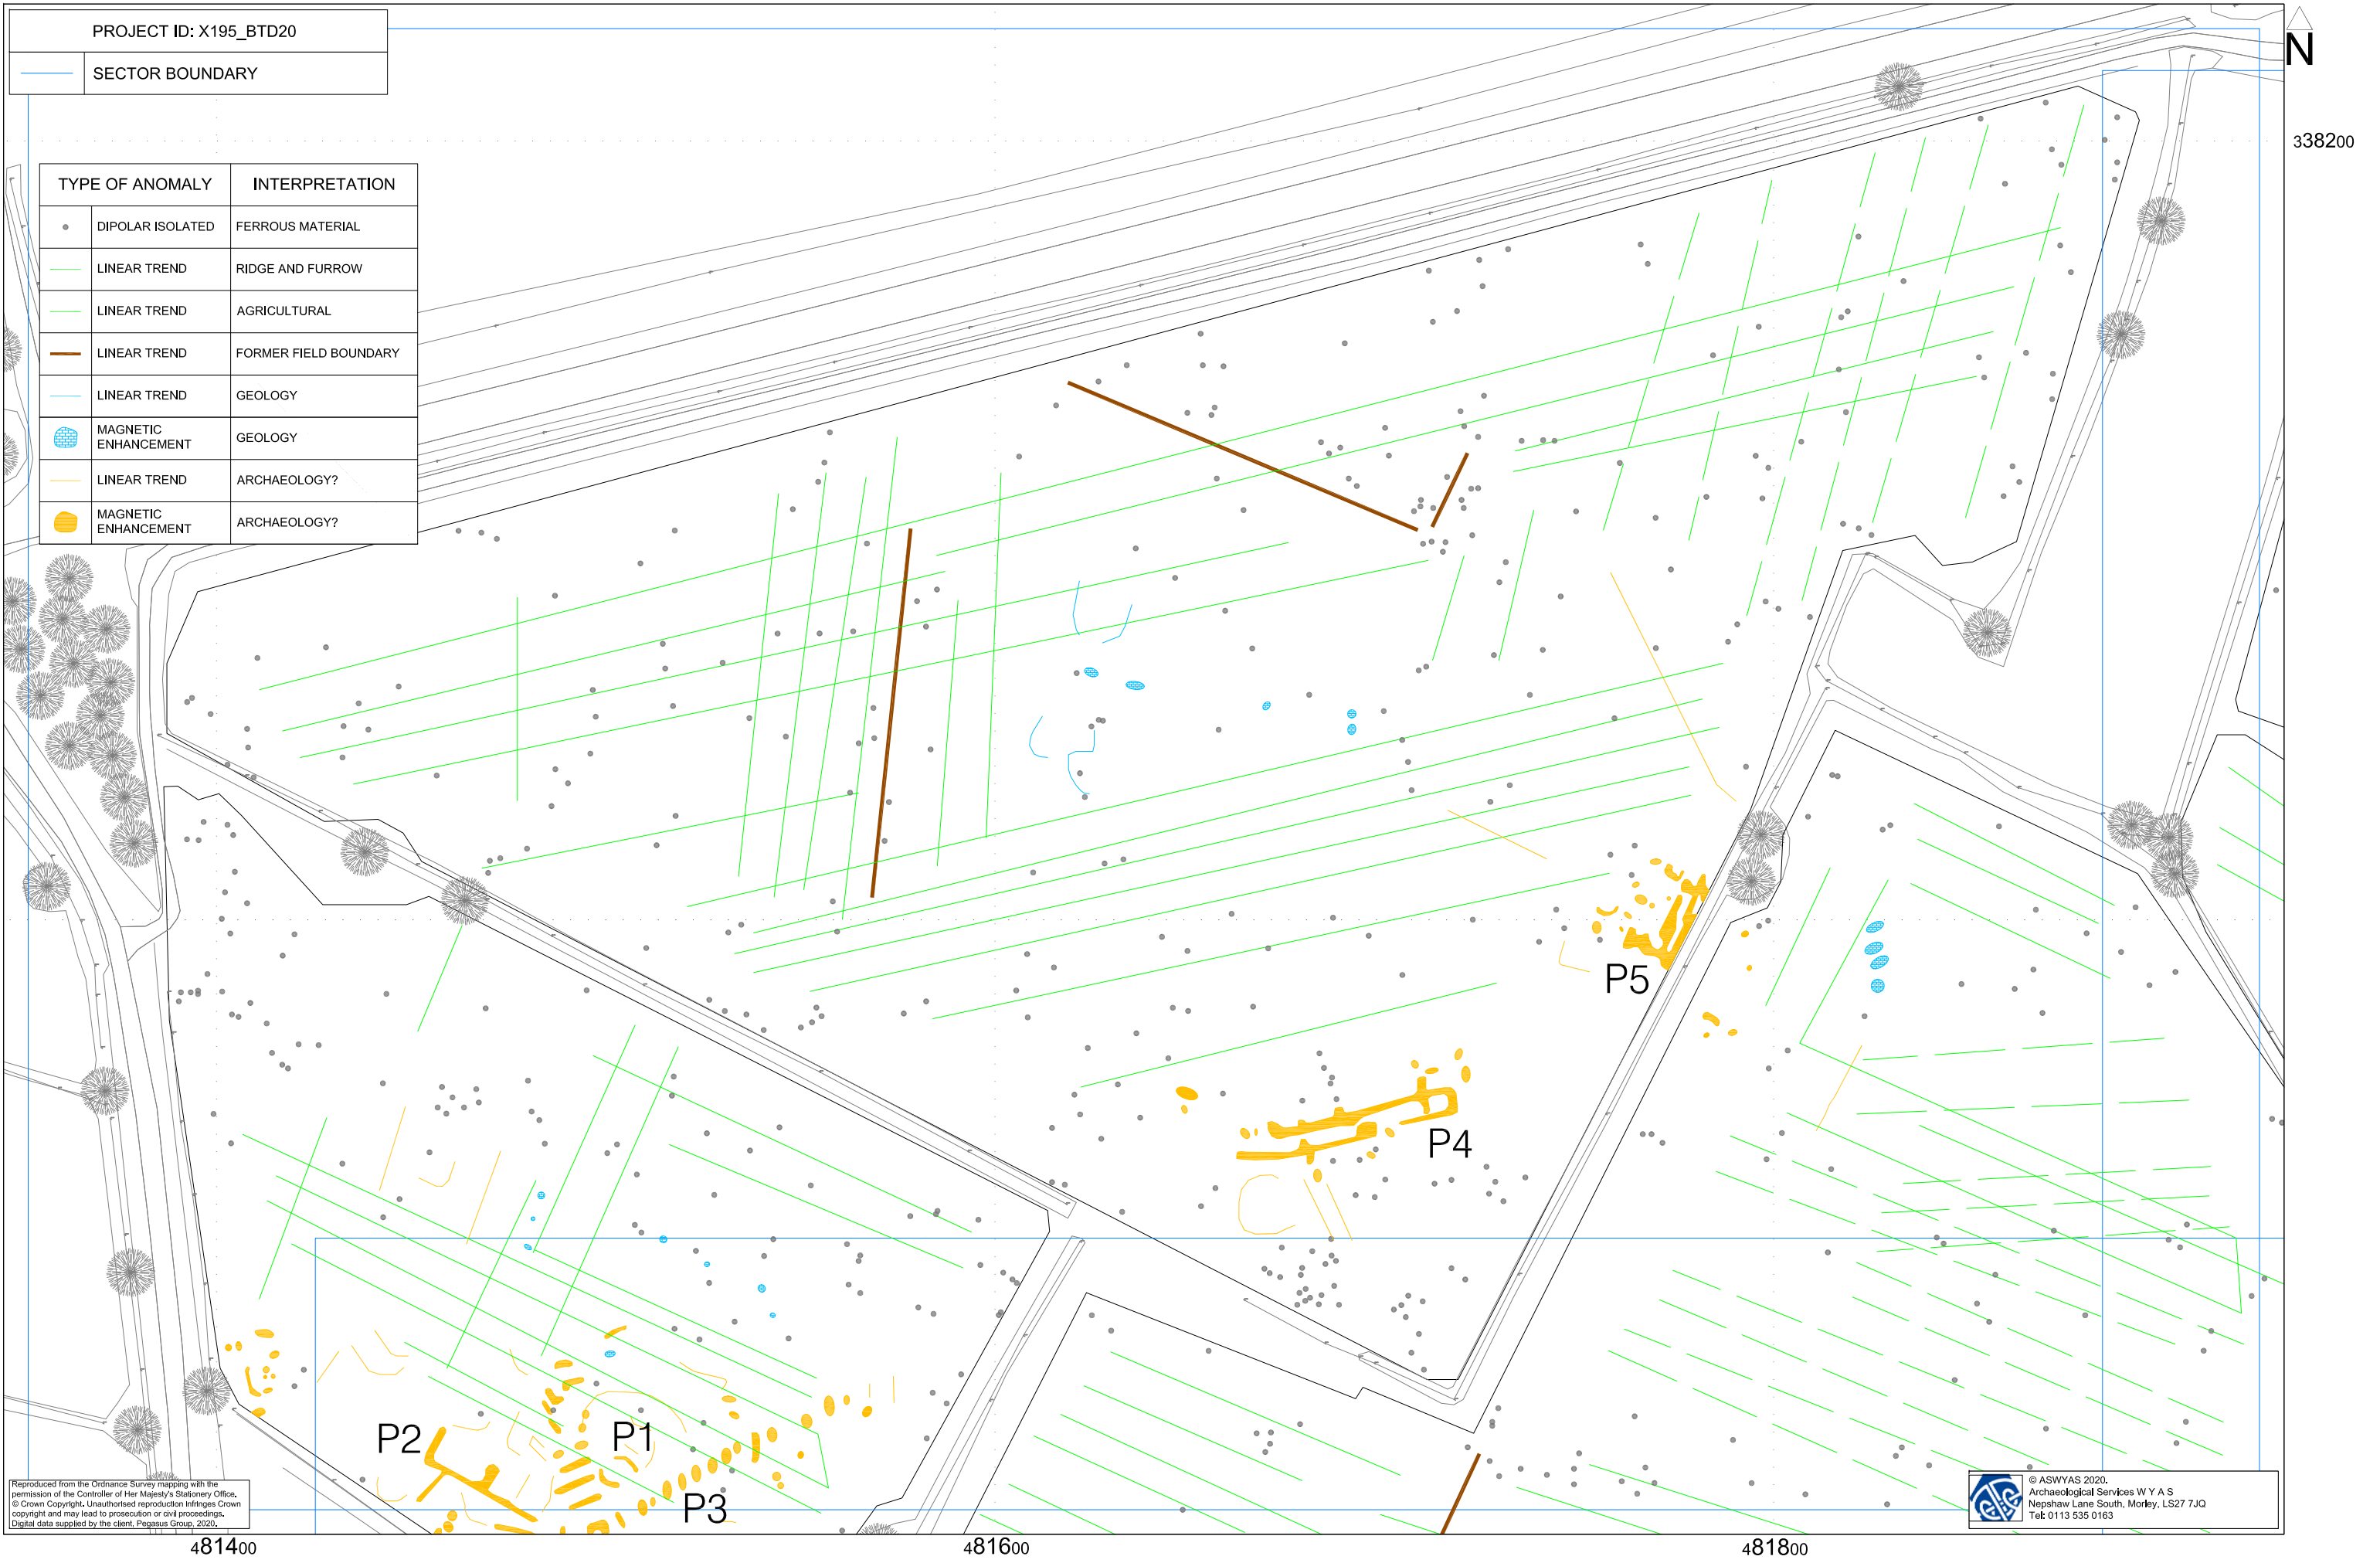 PROJECT ID: X195_BTD20
SECTOR BOUNDARY
N
338200
TYPE OF ANOMALY INTERPRETATION
DIPOLAR ISOLATED FERROUS MATERIAL
LINEAR TREND RIDGE AND FURROW
LINEAR TREND AGRICULTURAL
LINEAR TREND FORMER FIELD BOUNDARY
LINEAR TREND GEOLOGY
MAGNETIC
ENHANCEMENT GEOLOGY
LINEAR TREND ARCHAEOLOGY?
MAGNETIC
ENHANCEMENT ARCHAEOLOGY?
P5
P4
P2
P1
P3
Reproduced from the Ordnance Survey mapping with the
permission of the Controller of Her Majesty's Stationery Office.
© Crown Copyright. Unauthorised reproduction infringes Crown
copyright and may lead to prosecution or civil proceedings.
Digital data supplied by the client, Pegasus Group, 2020.
© ASWYAS 2020.
Archaeological Services W Y A S
Nepshaw Lane South, Morley, LS27 7JQ
Tel: 0113 535 0163
481400
481600
481800